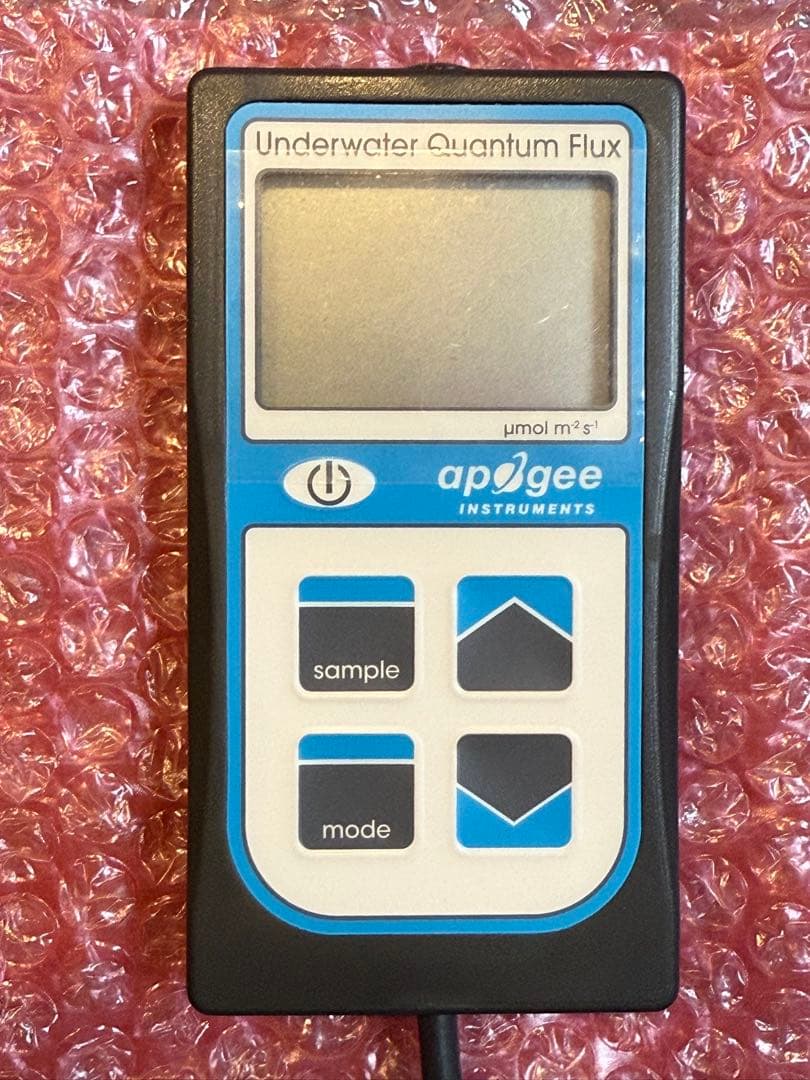 Underwater Quantum Flux
µmol m⁻² s⁻¹
apogee
INSTRUMENTS
sample
mode